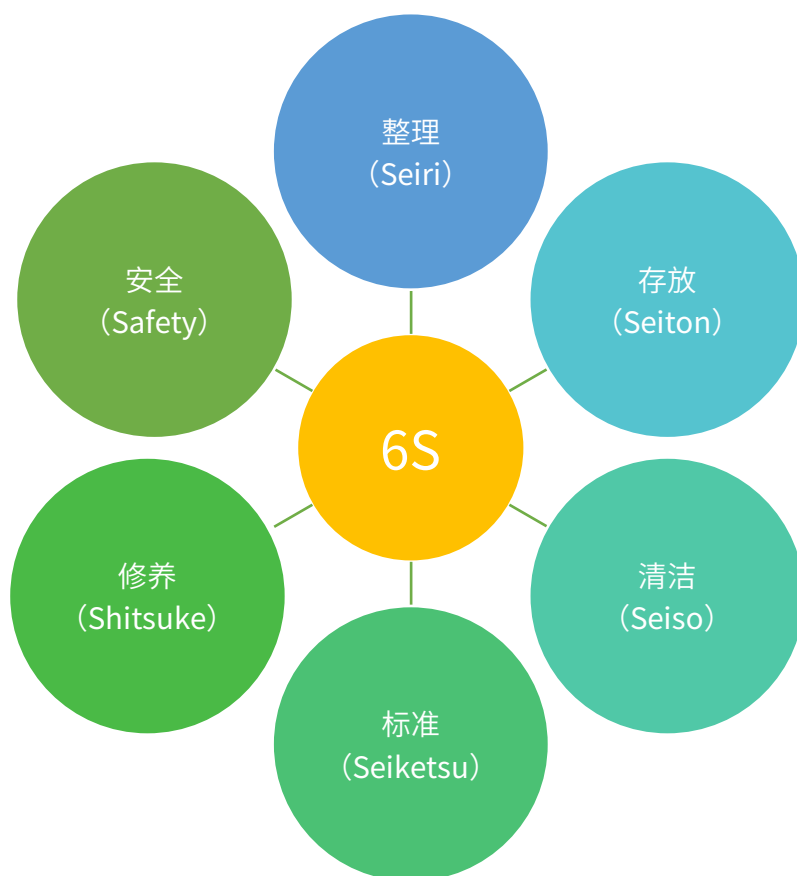 整理
（Seiri）
存放
（Seiton）
清洁
（Seiso）
标准
（Seiketsu）
修养
（Shitsuke）
安全
（Safety）
6S